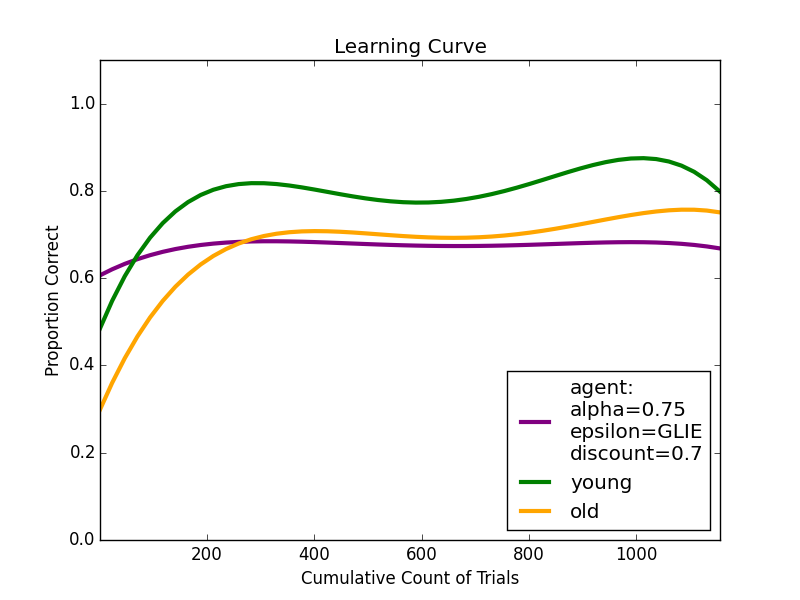 Learning Curve
1.0
0.8
0.6
0.4
0.2
0.0
Proportion Correct
200
400
600
800
1000
Cumulative Count of Trials
agent:
alpha=0.75
epsilon=GLIE
discount=0.7
young
old